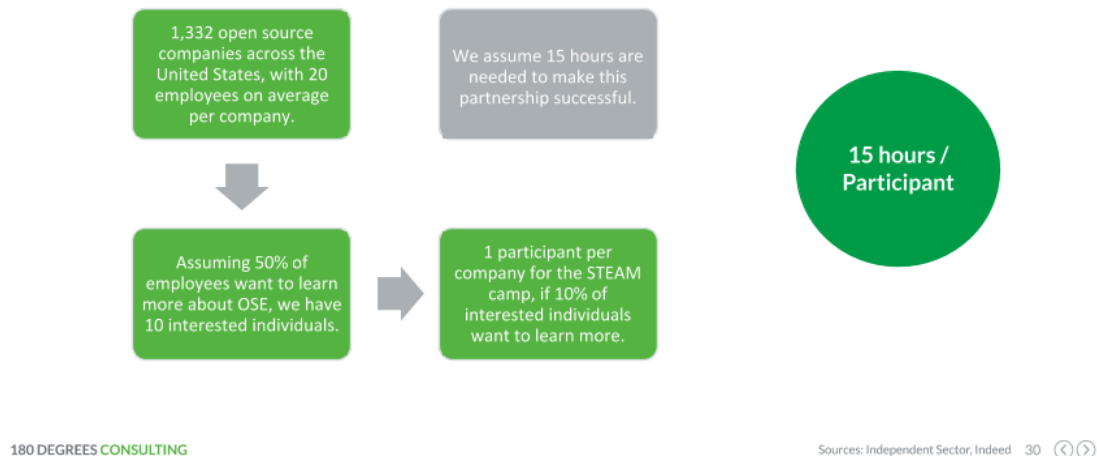 1,332 open source
companies across the
United States, with 20
employees on average
per company.
We assume 15 hours are
needed to make this
partnership successful.
15 hours /
Participant
Assuming 50% of
employees want to learn
more about OSE, we have
10 interested individuals.
1 participant per
company for the STEAM
camp, if 10% of
interested individuals
want to learn more.
180 DEGREES CONSULTING
Sources: Independent Sector, Indeed 30